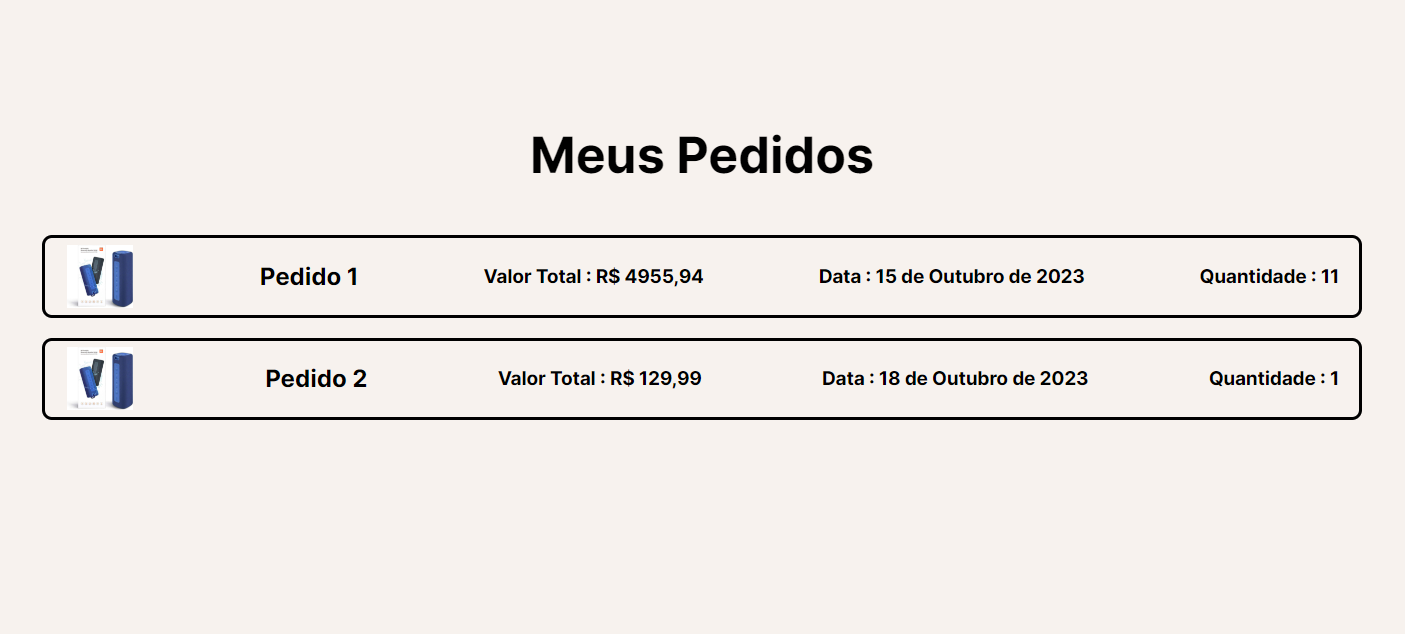 Meus Pedidos
Pedido 1 Valor Total : R$ 4955,94 Data : 15 de Outubro de 2023 Quantidade : 11
Pedido 2 Valor Total : R$ 129,99 Data : 18 de Outubro de 2023 Quantidade : 1